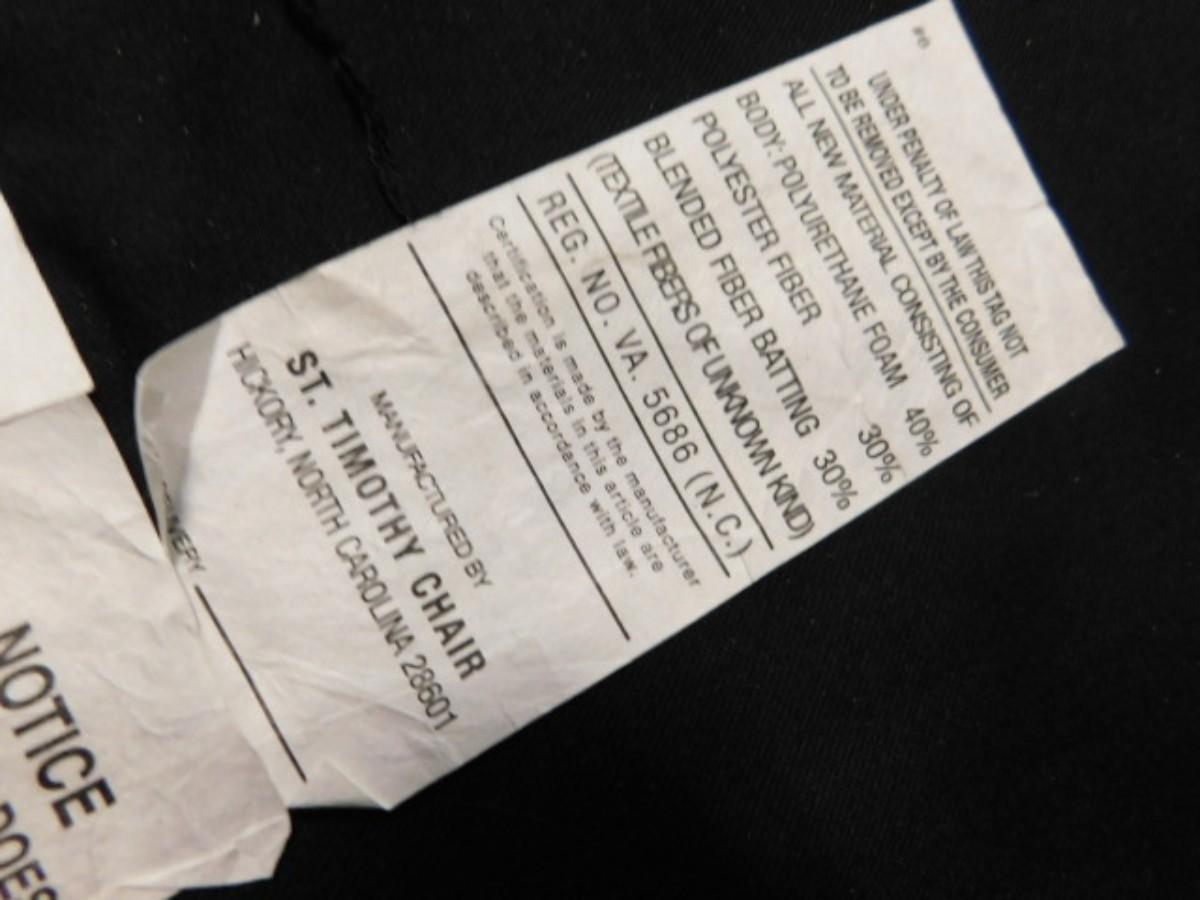 #6
UNDER PENALTY OF LAW THIS TAG NOT
TO BE REMOVED EXCEPT BY THE CONSUMER
ALL NEW MATERIAL CONSISTING OF
BODY: POLYURETHANE FOAM 40%
POLYESTER FIBER 30%
BLENDED FIBER BATTING 30%
(TEXTILE FIBERS OF UNKNOWN KIND)
REG. NO. VA. 5686 (N.C.)
Certification is made by the manufacturer
that the materials in this article are
described in accordance with law.
MANUFACTURED BY
ST. TIMOTHY CHAIR
HICKORY, NORTH CAROLINA 28601
NOTICE
DOES